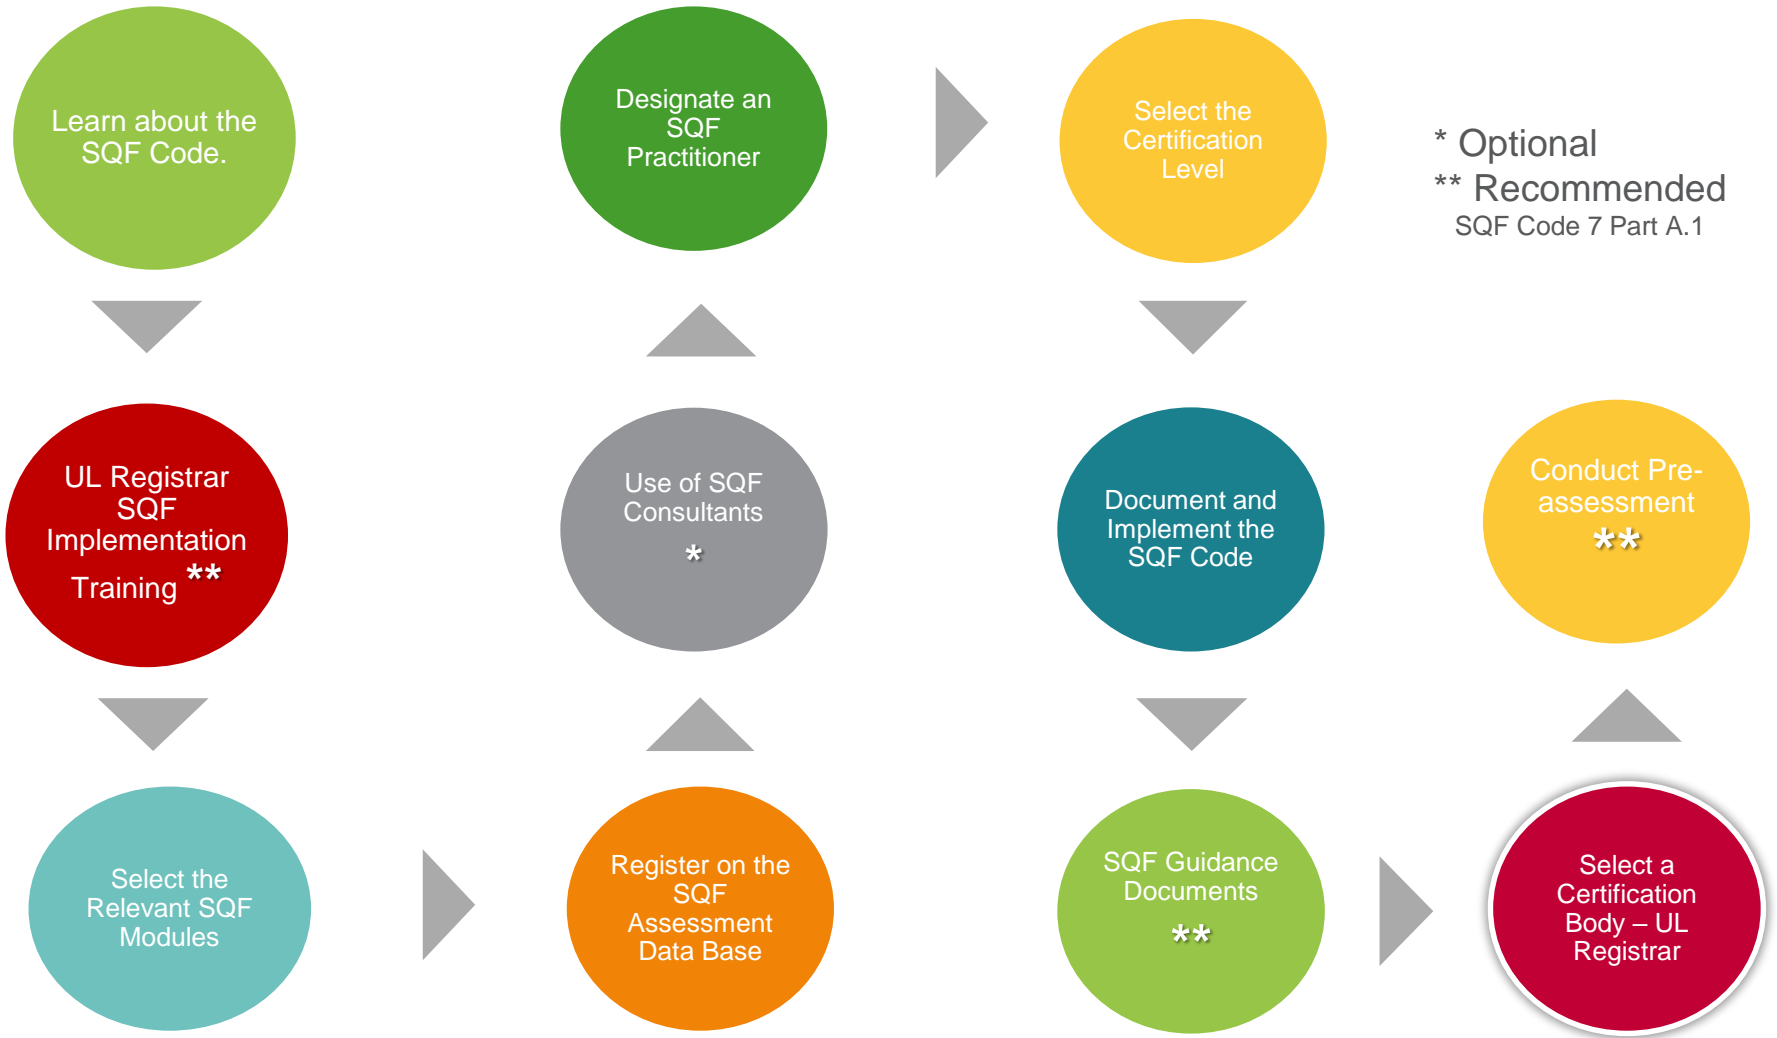 Learn about the
SQF Code.
UL Registrar
SQF
Implementation
Training **
Select the
Relevant SQF
Modules
Register on the
SQF
Assessment
Data Base
Use of SQF
Consultants
*
Designate an
SQF
Practitioner
Select the
Certification
Level
Document and
Implement the
SQF Code
SQF Guidance
Documents
**
Select a
Certification
Body – UL
Registrar
Conduct Pre-
assessment
**
* Optional
** Recommended
SQF Code 7 Part A.1